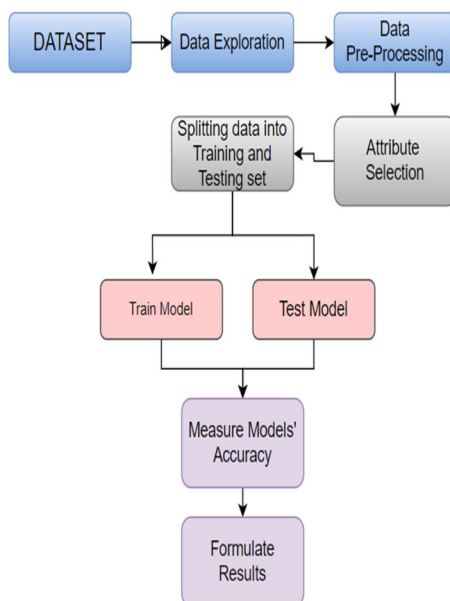 DATASET
Data Exploration
Data
Pre-Processing
Splitting data into
Training and
Testing set
Attribute
Selection
Train Model
Test Model
Measure Models'
Accuracy
Formulate
Results